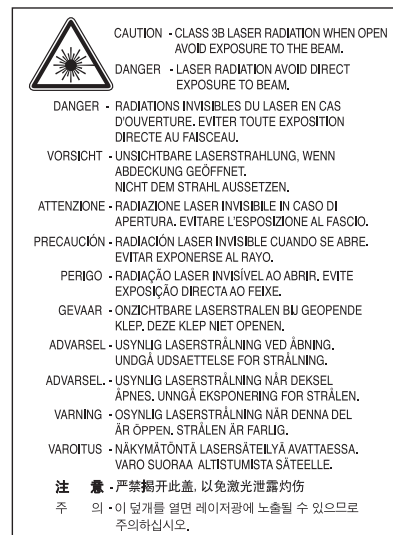 CAUTION - CLASS 3B LASER RADIATION WHEN OPEN
AVOID EXPOSURE TO THE BEAM.
DANGER - LASER RADIATION AVOID DIRECT
EXPOSURE TO BEAM.
DANGER - RADIATIONS INVISIBLES DU LASER EN CAS
D'OUVERTURE. EVITER TOUTE EXPOSITION
DIRECTE AU FAISCEAU.
VORSICHT - UNSICHTBARE LASERSTRAHLUNG, WENN
ABDECKUNG GEÖFFNET.
NICHT DEM STRAHL AUSSETZEN.
ATTENZIONE - RADIAZIONE LASER INVISIBILE IN CASO DI
APERTURA. EVITARE L'ESPOSIZIONE AL FASCIO.
PRECAUCIÓN - RADIACIÓN LASER INVISIBLE CUANDO SE ABRE.
EVITAR EXPONERSE AL RAYO.
PERIGO - RADIAÇÃO LASER INVISÍVEL AO ABRIR. EVITE
EXPOSIÇÃO DIRECTA AO FEIXE.
GEVAAR - ONZICHTBARE LASERSTRALEN BIJ GEOPENDE
KLEP. DEZE KLEP NIET OPENEN.
ADVARSEL - USYNLIG LASERSTRÅLNING VED ÅBNING.
UNDGÅ UDSAETTELSE FOR STRÅLNING.
ADVARSEL. - USYNLIG LASERSTRÅLNING NÅR DEKSEL
ÅPNES. UNNGÅ EKSPONERING FOR STRÅLEN.
VARNING - OSYNLIG LASERSTRÅLNING NÄR DENNA DEL
ÄR ÖPPEN. STRÅLEN ÄR FARLIG.
VAROITUS - NÄKYMÄTÖNTÄ LASERSÄTEILYÄ AVATTAESSA.
VARO SUORAA ALTISTUMISTA SÄTEELLE.
注 意 - 严禁揭开此盖, 以免激光泄露灼伤
주 의 - 이 덮개를 열면 레이저광에 노출될 수 있으므로
주의하십시오.